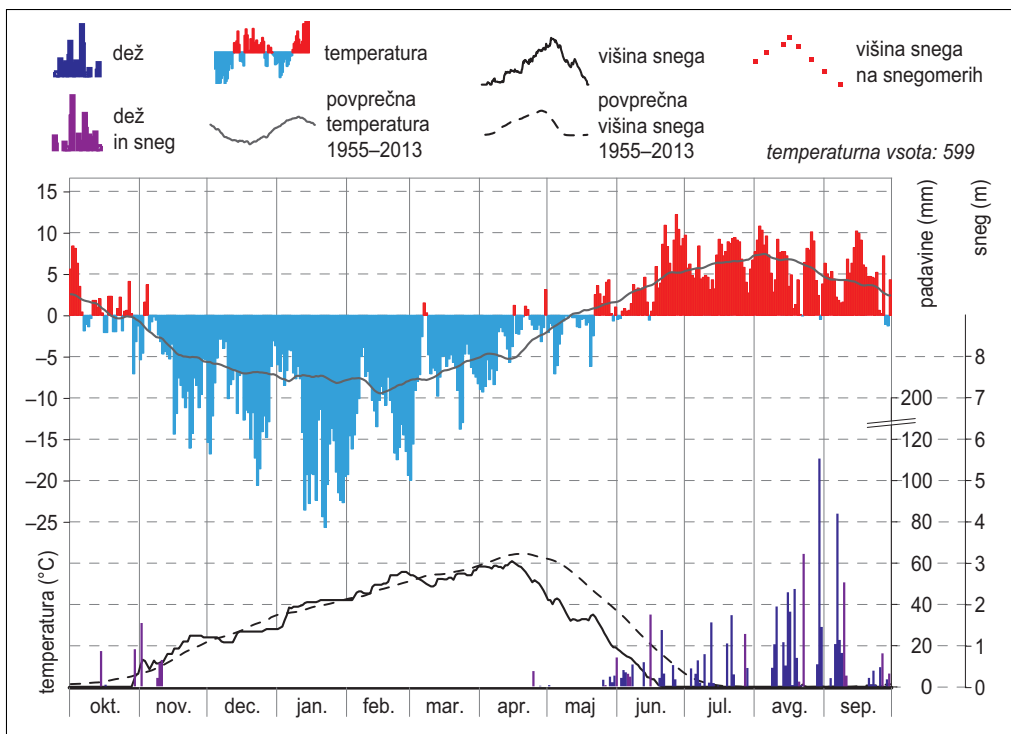 dež
temperatura
višina snega
višina snega
na snegomerih
dež
in sneg
povprečna
temperatura
1955–2013
povprečna
višina snega
1955–2013
temperaturna vsota: 599
15
10
5
0
–5
–10
–15
–20
–25
temperatura (°C)
padavine (mm)
200
120
100
80
60
40
20
0
sneg (m)
8
7
6
5
4
3
2
1
0
okt.
nov.
dec.
jan.
feb.
mar.
apr.
maj
jun.
jul.
avg.
sep.